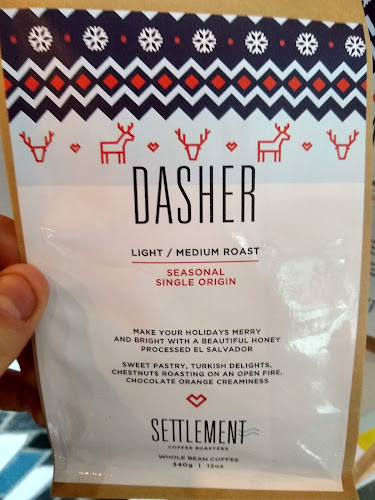 DASHER
LIGHT / MEDIUM ROAST
SEASONAL
SINGLE ORIGIN
MAKE YOUR HOLIDAYS MERRY
AND BRIGHT WITH A BEAUTIFUL HONEY
PROCESSED EL SALVADOR
SWEET PASTRY, TURKISH DELIGHTS,
CHESTNUTS ROASTING ON AN OPEN FIRE,
CHOCOLATE ORANGE CREAMINESS
SETTLEMENT
COFFEE ROASTERS
WHOLE BEAN COFFEE
340g | 12oz